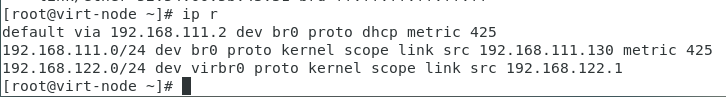 [root@virt-node ~]# ip r
default via 192.168.111.2 dev br0 proto dhcp metric 425
192.168.111.0/24 dev br0 proto kernel scope link src 192.168.111.130 metric 425
192.168.122.0/24 dev virbr0 proto kernel scope link src 192.168.122.1
[root@virt-node ~]#